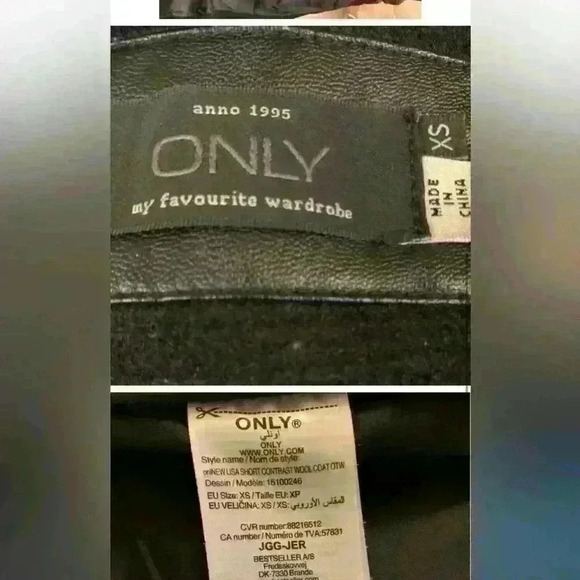 anno 1995
ONLY
my favourite wardrobe
XS
MADE
IN
CHINA
ONLY®
أونلي
ONLY
WWW.ONLY.COM
Style name / Nom de style:
onlNEW LISA SHORT CONTRAST WOOL COAT OTW
Dessin / Modèle: 15100246
EU Size: XS / Taille EU: XP
EU VELIČINA: XS / XS: المقاس الأوروبي
CVR number:88216512
CA number / Numéro de TVA:57831
JGG-JER
BESTSELLER A/S
Fredskovvej
DK-7330 Brande